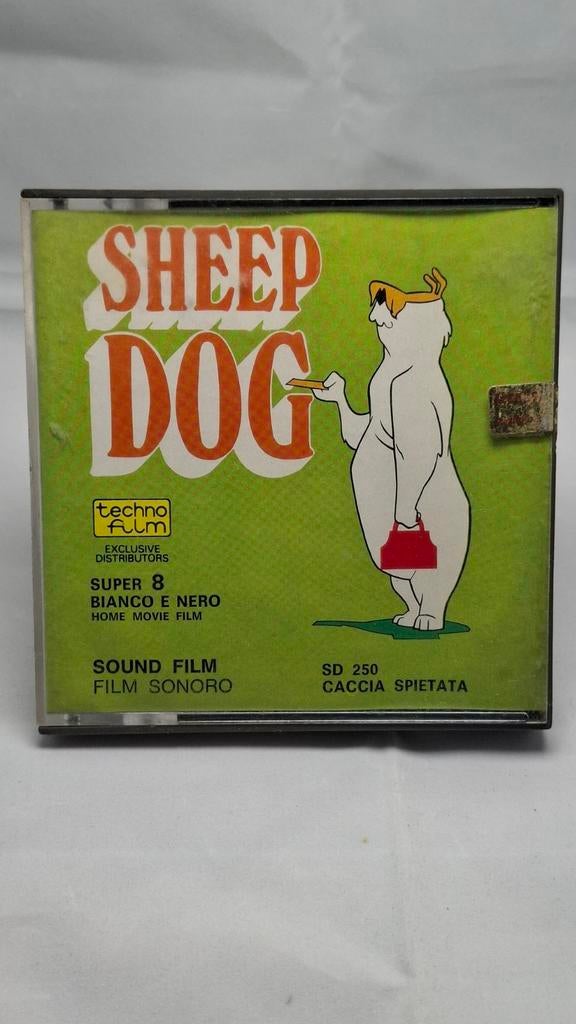 SHEEP
DOG
techno
film
EXCLUSIVE
DISTRIBUTORS
SUPER 8
BIANCO E NERO
HOME MOVIE FILM
SOUND FILM
FILM SONORO
SD 250
CACCIA SPIETATA